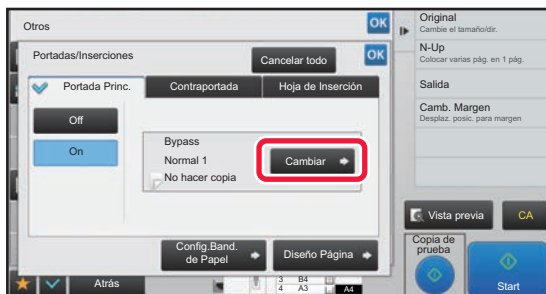 Otros
OK
Portadas/Inserciones
Cancelar todo
OK
Portada Princ.
Contraportada
Hoja de Inserción
Off
On
Bypass
Normal 1
No hacer copia
Cambiar
Config.Band.
de Papel
Diseño Página
Atrás
3 B4
4 A3
A4
Original
Cambie el tamaño/dir.
N-Up
Colocar varias pág. en 1 pág.
Salida
Camb. Margen
Desplaz. posic. para margen
Vista previa
CA
Copia de
prueba
Start